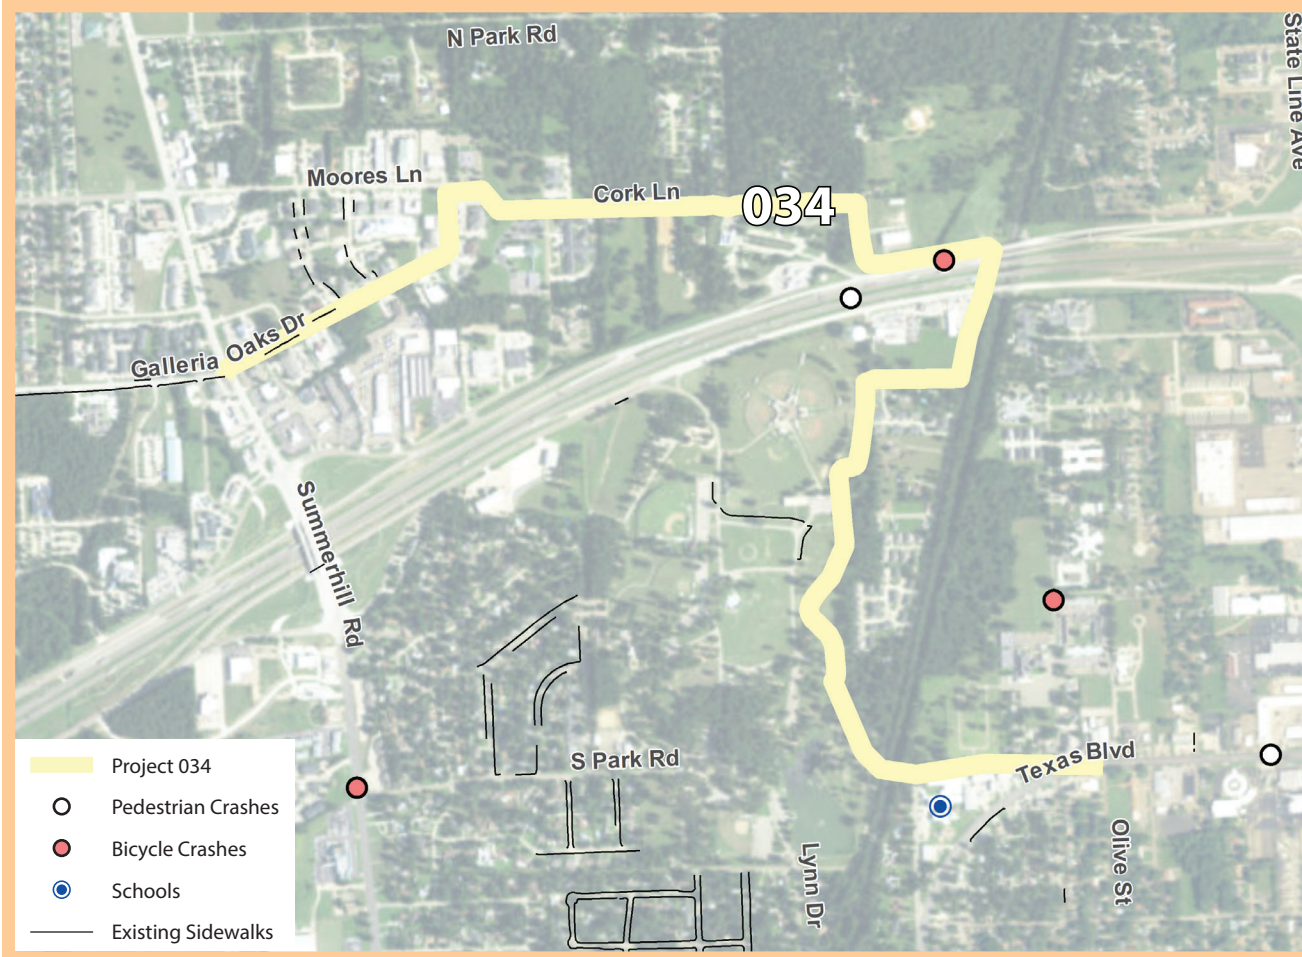 N Park Rd
State Line Ave
Moores Ln
Cork Ln
034
Galleria Oaks Dr
Summerhill Rd
S Park Rd
Texas Blvd
Lynn Dr
Olive St
Project 034
Pedestrian Crashes
Bicycle Crashes
Schools
Existing Sidewalks